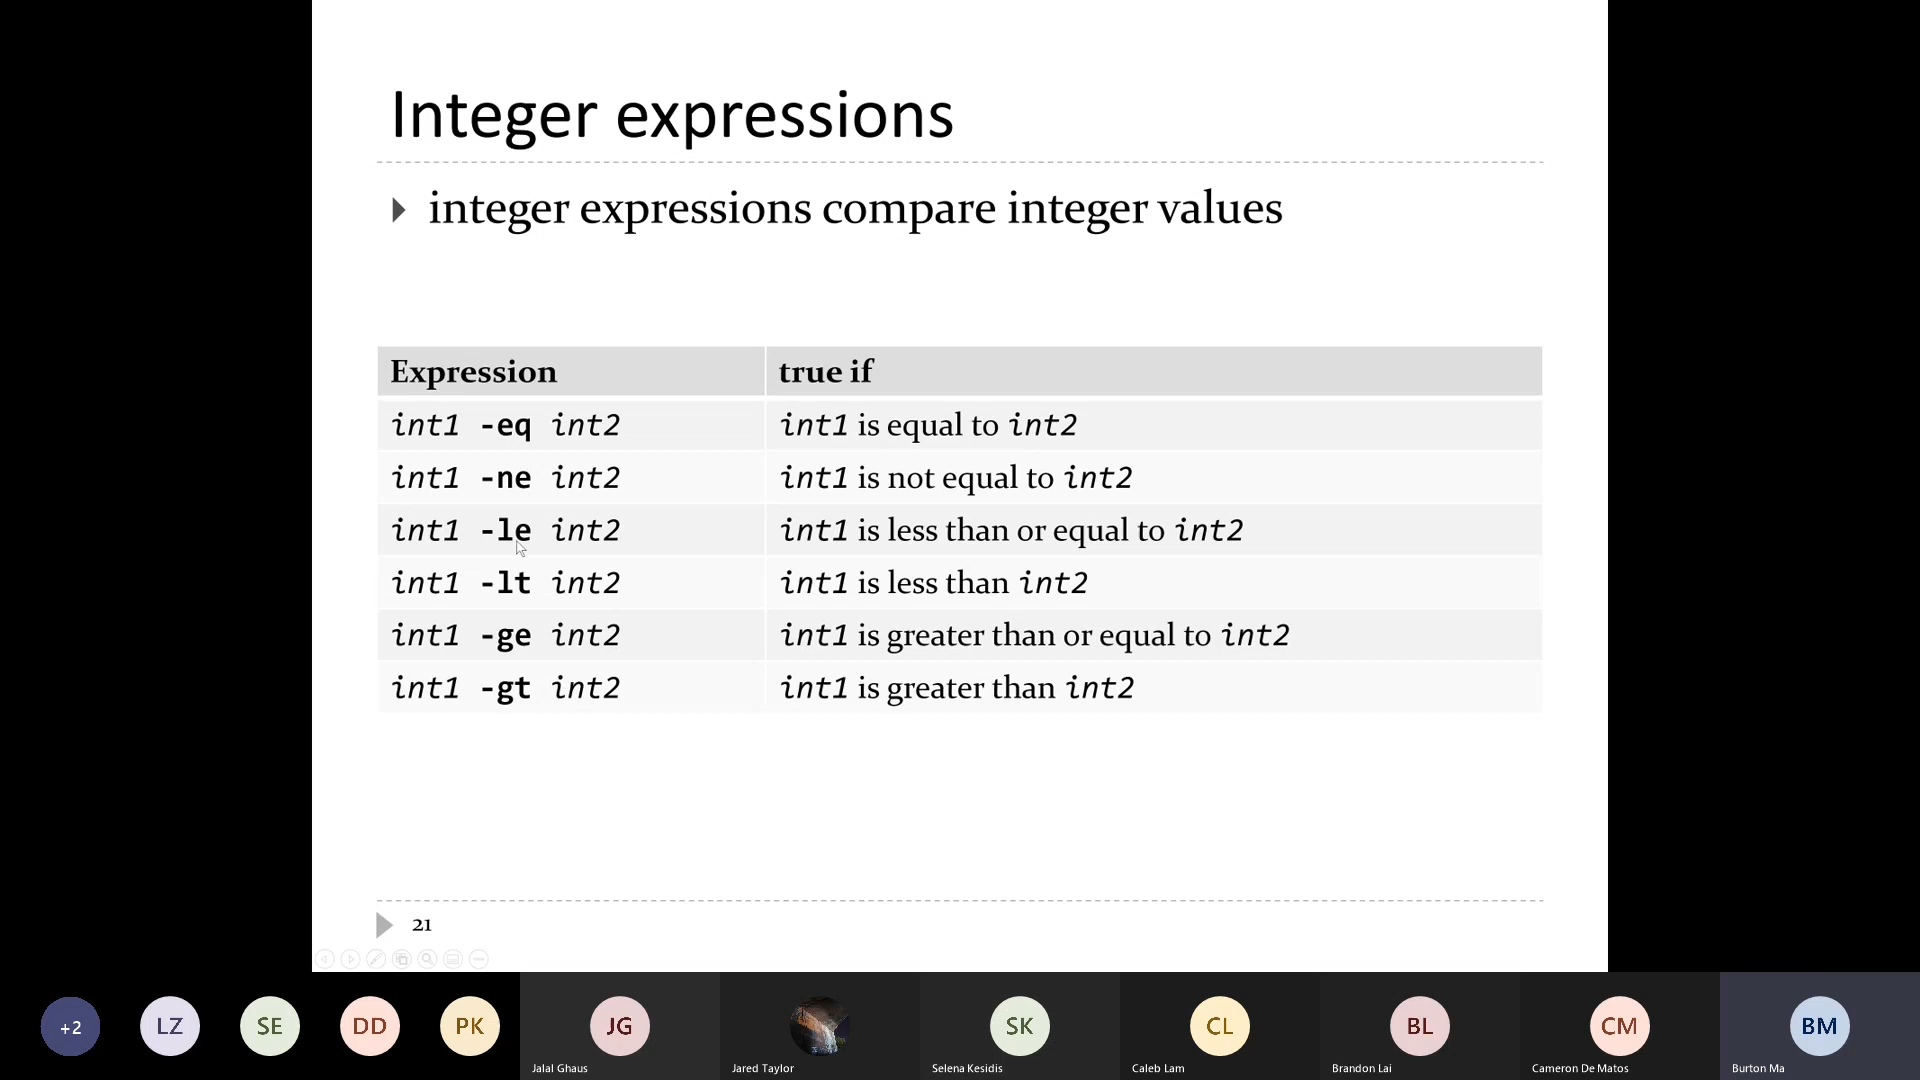 Integer expressions
integer expressions compare integer values
Expression true if
int1 -eq int2 int1 is equal to int2
int1 -ne int2 int1 is not equal to int2
int1 -le int2 int1 is less than or equal to int2
int1 -lt int2 int1 is less than int2
int1 -ge int2 int1 is greater than or equal to int2
int1 -gt int2 int1 is greater than int2
21
+2 LZ SE DD PK JG SK CL BL CM BM
Jalal Ghaus Jared Taylor Selena Kesidis Caleb Lam Brandon Lai Cameron De Matos Burton Ma